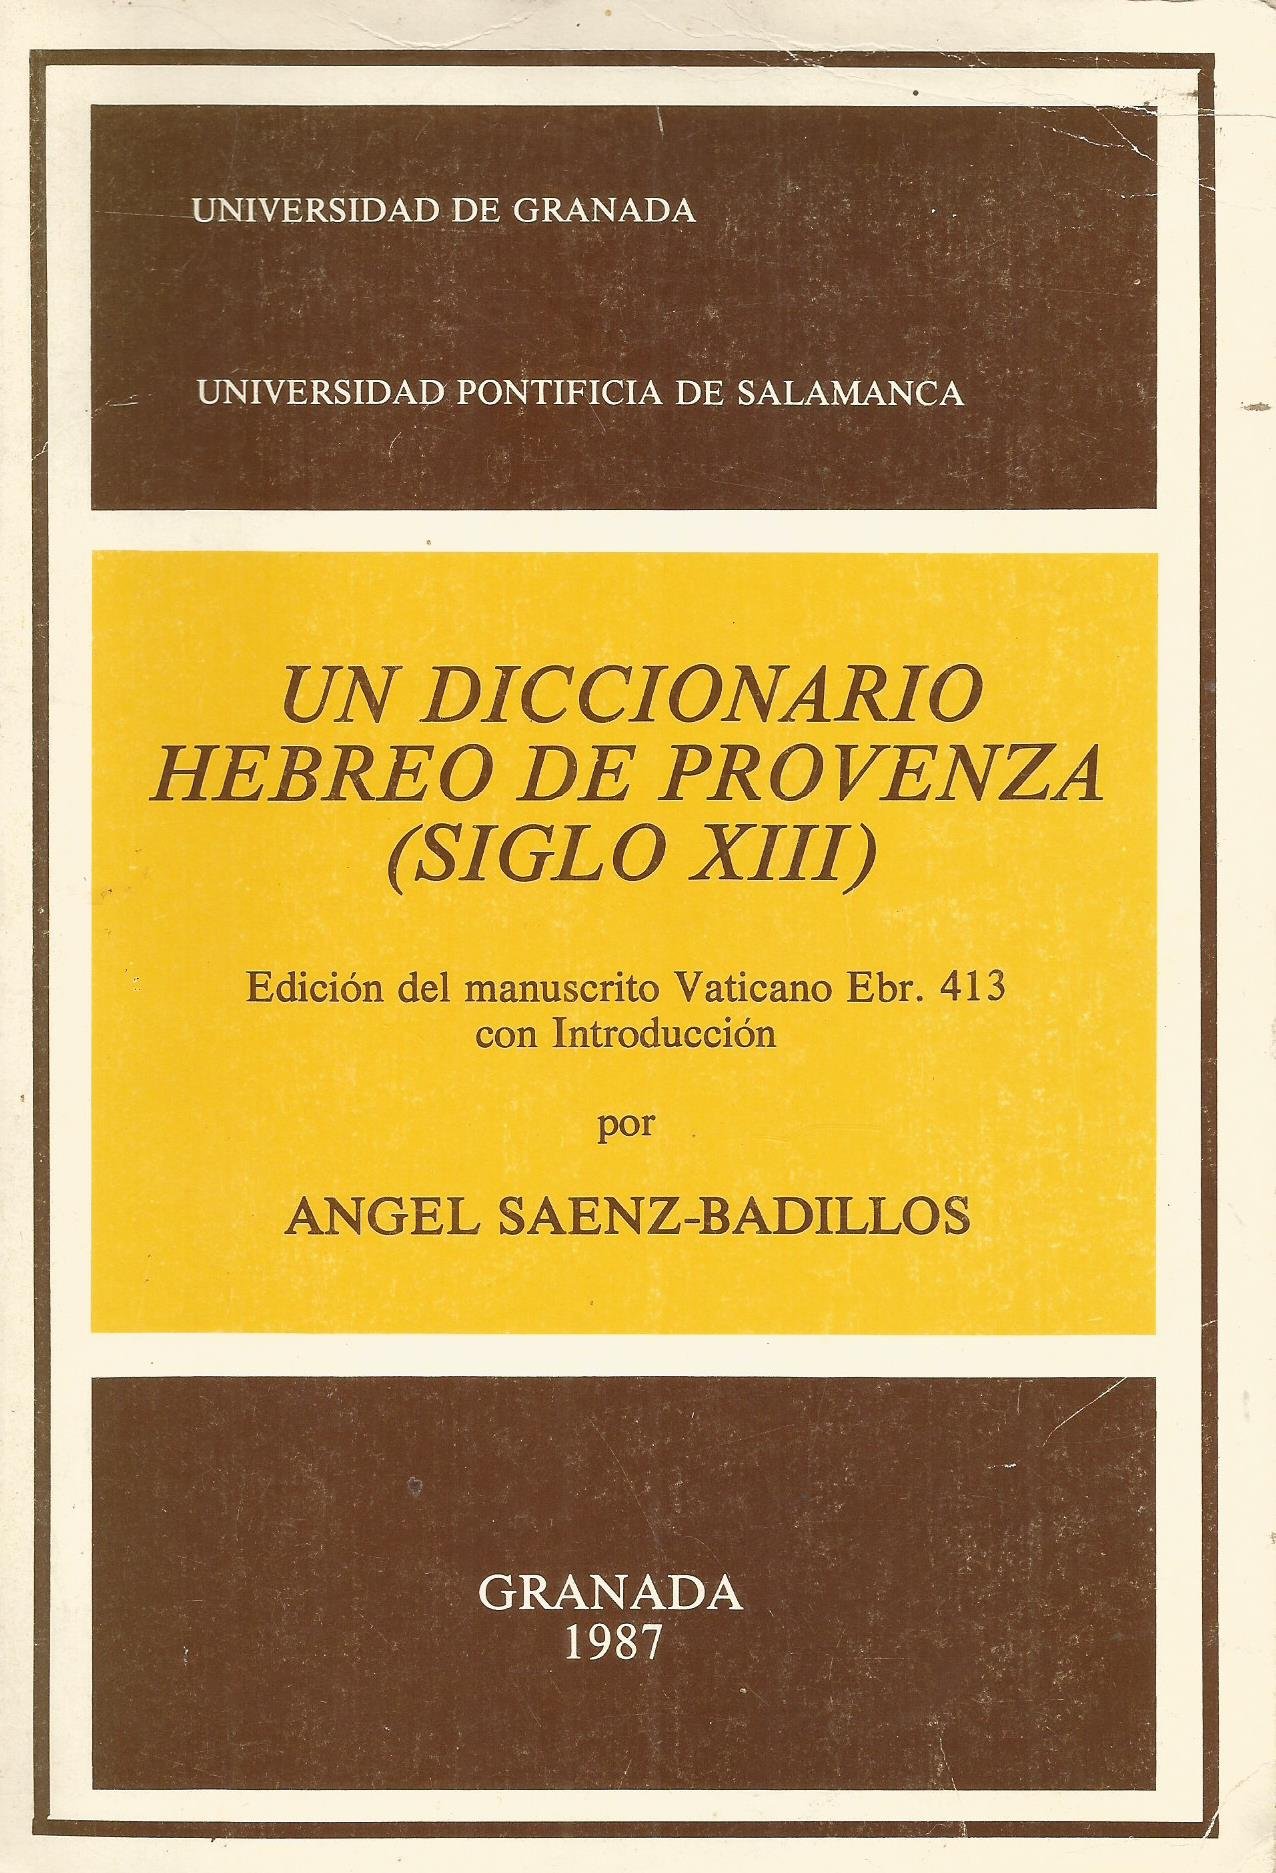 UNIVERSIDAD DE GRANADA
UNIVERSIDAD PONTIFICIA DE SALAMANCA
UN DICCIONARIO
HEBREO DE PROVENZA
(SIGLO XIII)
Edición del manuscrito Vaticano Ebr. 413
con Introducción
por
ANGEL SAENZ-BADILLOS
GRANADA
1987